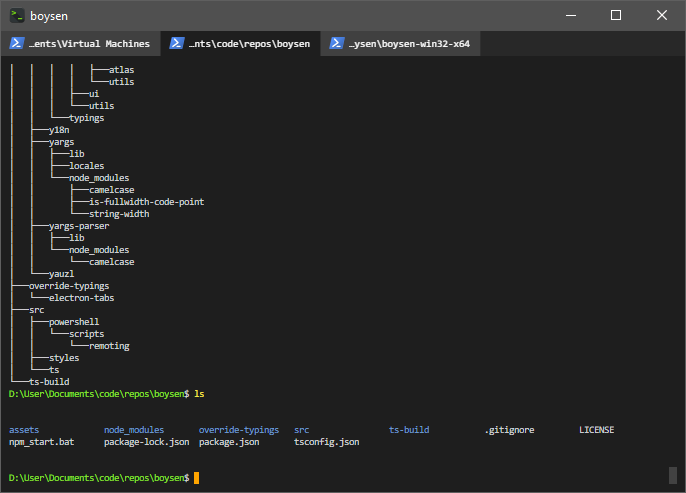 boysen
…ents\Virtual Machines …nts\code\repos\boysen …ysen\boysen-win32-x64
│ │ │ │ ├──atlas
│ │ │ │ └──utils
│ │ │ ├──ui
│ │ │ └──utils
│ │ └──typings
│ ├──y18n
│ ├──yargs
│ │ ├──lib
│ │ ├──locales
│ │ └──node_modules
│ │ ├──camelcase
│ │ ├──is-fullwidth-code-point
│ │ └──string-width
│ ├──yargs-parser
│ │ ├──lib
│ │ └──node_modules
│ │ └──camelcase
│ └──yauzl
├──override-typings
│ └──electron-tabs
├──src
│ ├──powershell
│ │ └──scripts
│ │ └──remoting
│ ├──styles
│ └──ts
└──ts-build
D:\User\Documents\code\repos\boysen$ ls
assets node_modules override-typings src ts-build .gitignore LICENSE
npm_start.bat package-lock.json package.json tsconfig.json
D:\User\Documents\code\repos\boysen$